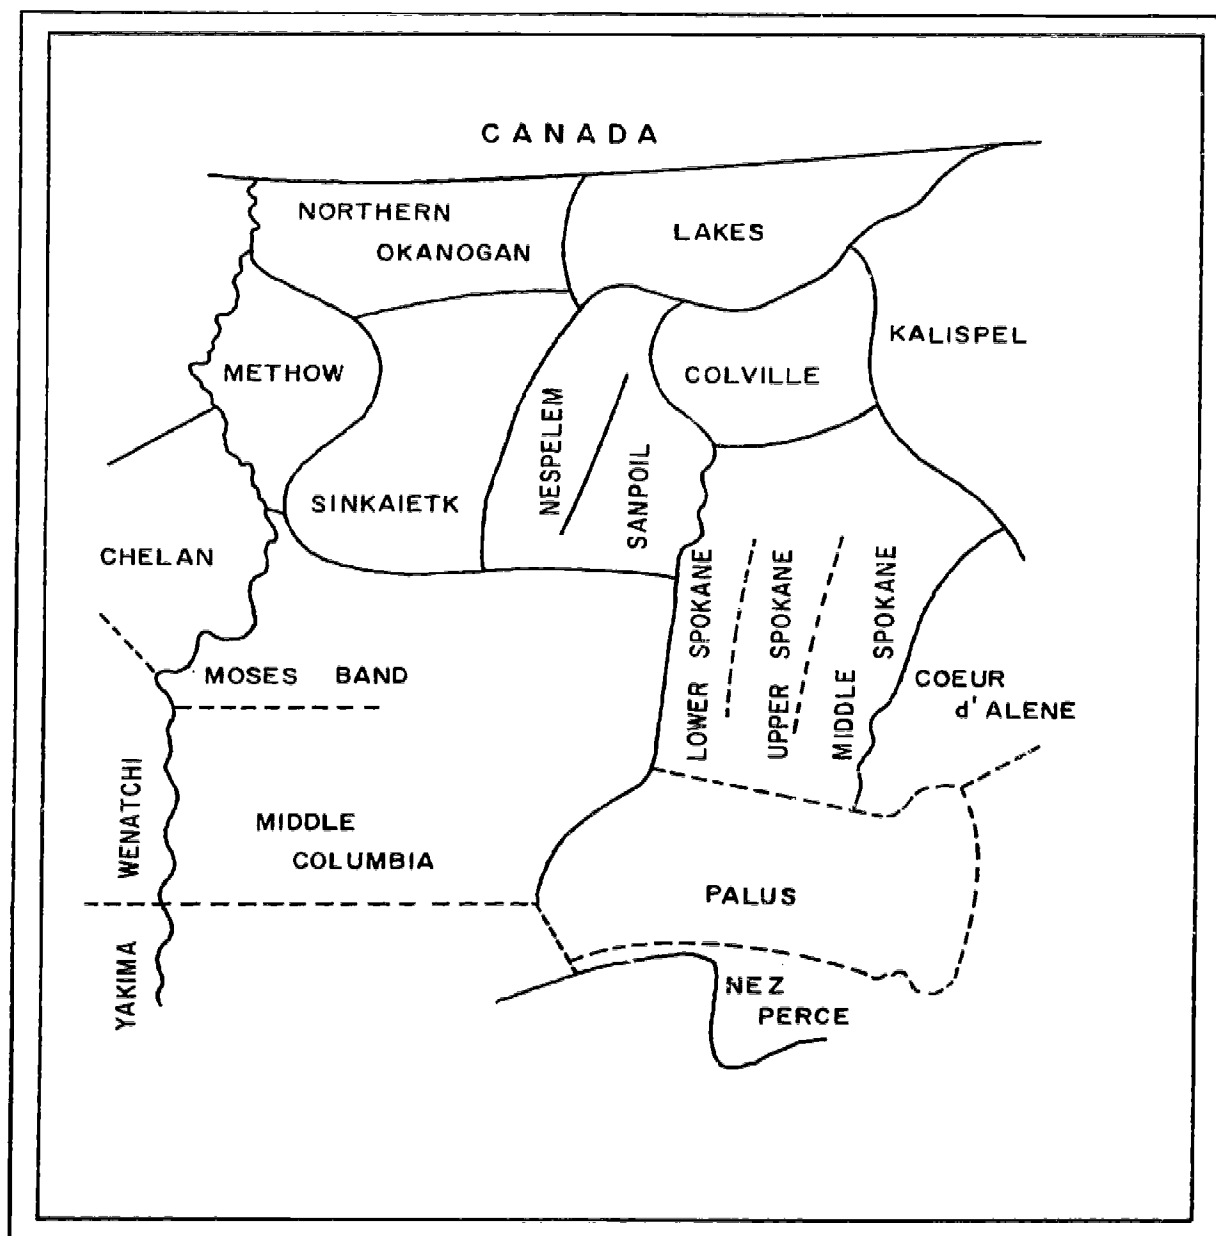 CANADA
NORTHERN
OKANOGAN
LAKES
METHOW
COLVILLE
KALISPEL
NESPELEM
SANPOIL
SINKAIETK
CHELAN
LOWER SPOKANE
UPPER SPOKANE
MIDDLE SPOKANE
MOSES BAND
COEUR
d'ALENE
WENATCHI
MIDDLE
COLUMBIA
PALUS
YAKIMA
NEZ
PERCE